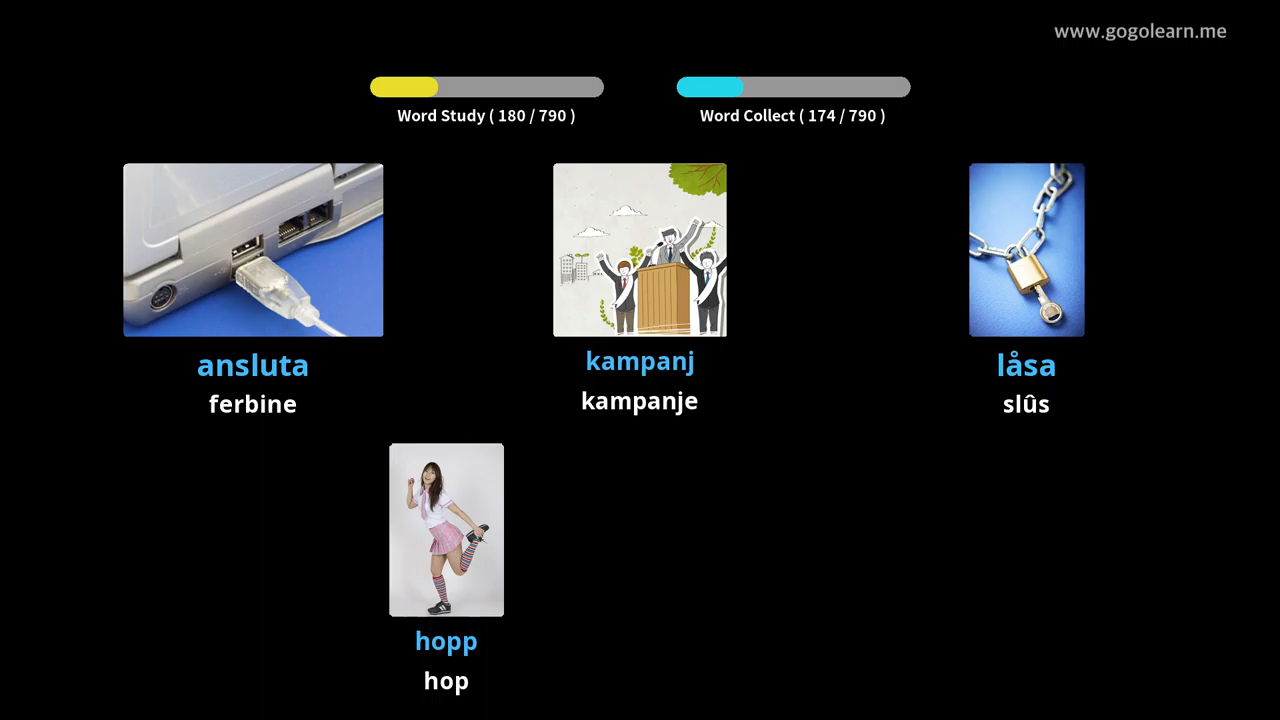 www.gogolearn.me
Word Study ( 180 / 790 )
Word Collect ( 174 / 790 )
ansluta
ferbine
kampanj
kampanje
låsa
slûs
hopp
hop